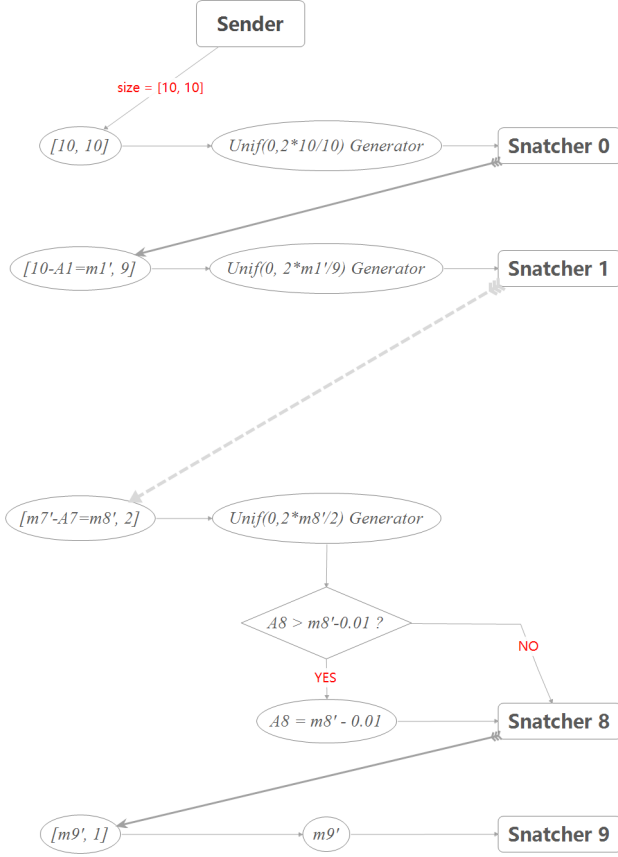 Sender
size = [10, 10]
[10, 10]
Unif(0,2*10/10) Generator
Snatcher 0
[10-A1=m1', 9]
Unif(0, 2*m1'/9) Generator
Snatcher 1
[m7'-A7=m8', 2]
Unif(0,2*m8'/2) Generator
A8 > m8'-0.01 ?
NO
YES
A8 = m8' - 0.01
Snatcher 8
[m9', 1]
m9'
Snatcher 9